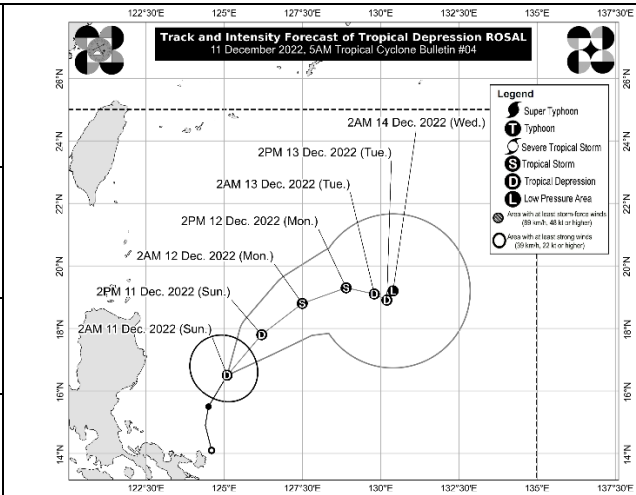 122°30'E 125°E 127°30'E 130°E 132°30'E 135°E 137°30'E
Track and Intensity Forecast of Tropical Depression ROSAL
11 December 2022, 5AM Tropical Cyclone Bulletin #04
26°N
24°N
22°N
20°N
18°N
16°N
14°N
Legend
Super Typhoon
T Typhoon
Severe Tropical Storm
S Tropical Storm
D Tropical Depression
L Low Pressure Area
Area with at least storm-force winds
(89 km/h, 48 kt or higher)
Area with at least strong winds
(39 km/h, 22 kt or higher)
2AM 14 Dec. 2022 (Wed.)
2PM 13 Dec. 2022 (Tue.)
2AM 13 Dec. 2022 (Tue.)
2PM 12 Dec. 2022 (Mon.)
2AM 12 Dec. 2022 (Mon.)
2PM 11 Dec. 2022 (Sun.)
2AM 11 Dec. 2022 (Sun.)
D
D
S
S
D
D
L
26°N
24°N
22°N
20°N
18°N
16°N
14°N
122°30'E 125°E 127°30'E 130°E 132°30'E 135°E 137°30'E